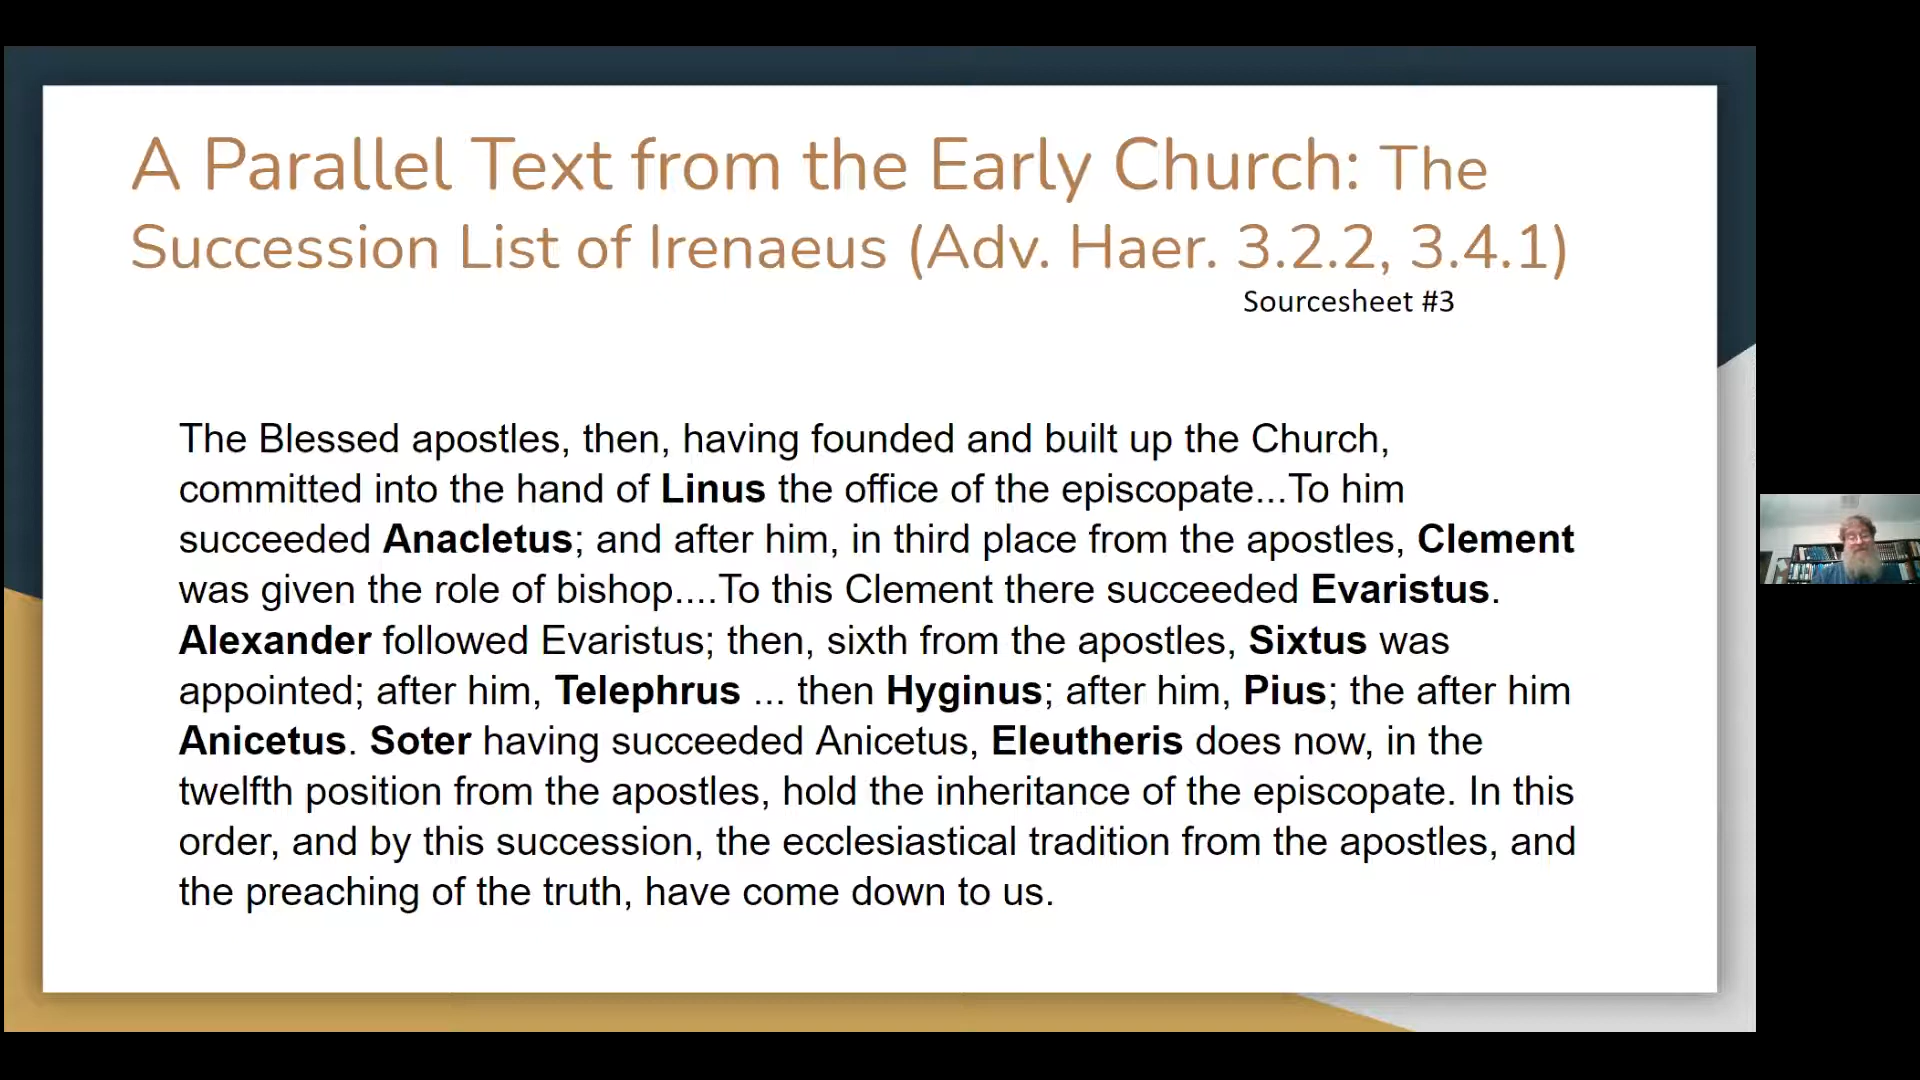 A Parallel Text from the Early Church: The
Succession List of Irenaeus (Adv. Haer. 3.2.2, 3.4.1)
Sourcesheet #3
The Blessed apostles, then, having founded and built up the Church,
committed into the hand of Linus the office of the episcopate...To him
succeeded Anacletus; and after him, in third place from the apostles, Clement
was given the role of bishop....To this Clement there succeeded Evaristus.
Alexander followed Evaristus; then, sixth from the apostles, Sixtus was
appointed; after him, Telephrus ... then Hyginus; after him, Pius; the after him
Anicetus. Soter having succeeded Anicetus, Eleutheris does now, in the
twelfth position from the apostles, hold the inheritance of the episcopate. In this
order, and by this succession, the ecclesiastical tradition from the apostles, and
the preaching of the truth, have come down to us.